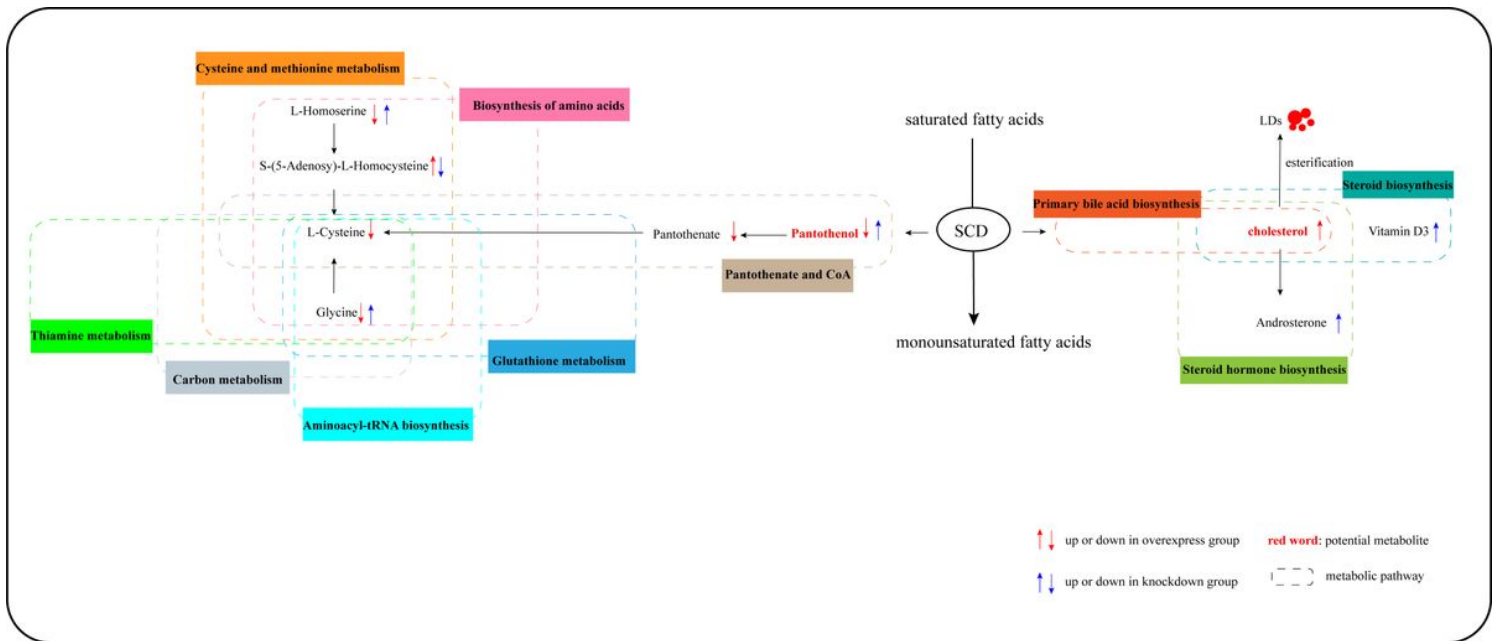 Cysteine and methionine metabolism
L-Homoserine
Biosynthesis of amino acids
S-(5-Adenosy)-L-Homocysteine
L-Cysteine
Glycine
Thiamine metabolism
Carbon metabolism
Glutathione metabolism
Aminoacyl-tRNA biosynthesis
Pantothenate
Pantothenol
Pantothenate and CoA
saturated fatty acids
SCD
monounsaturated fatty acids
LDs
esterification
Steroid biosynthesis
Primary bile acid biosynthesis
cholesterol
Vitamin D3
Androsterone
Steroid hormone biosynthesis
up or down in overexpress group
red word: potential metabolite
up or down in knockdown group
metabolic pathway